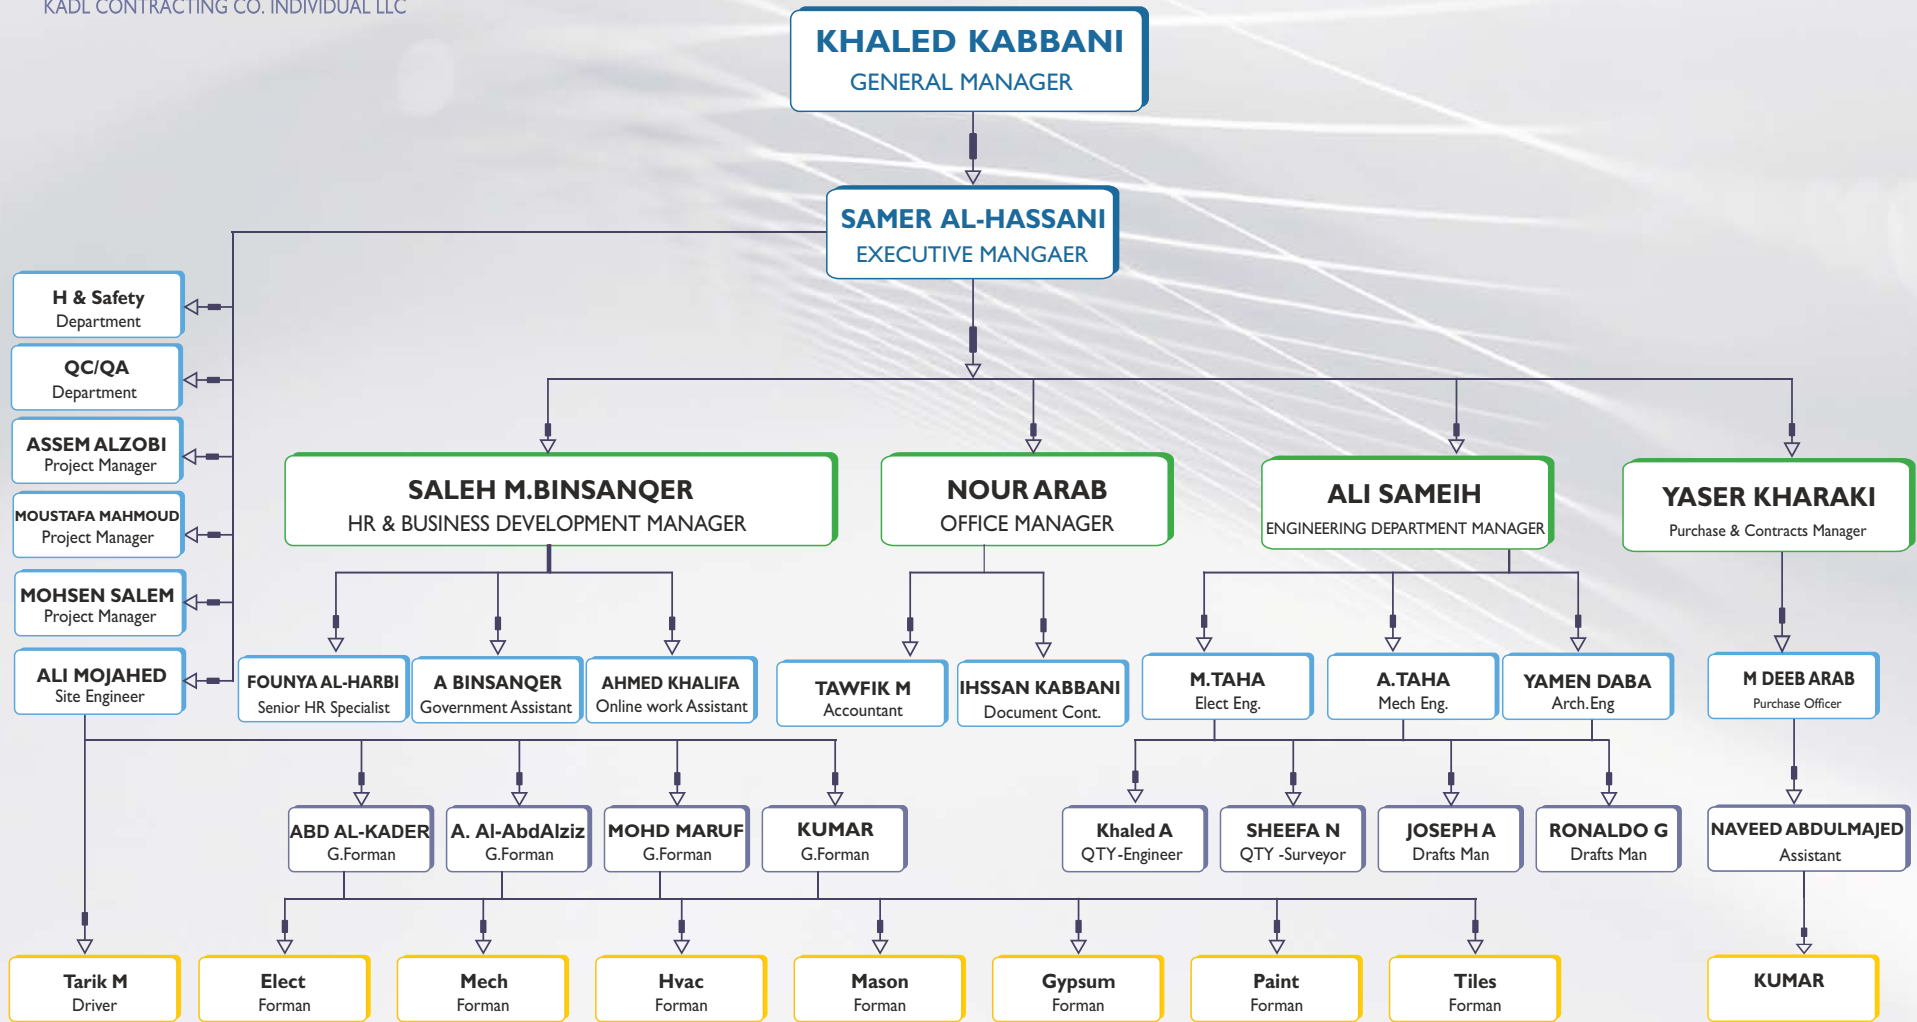 KADL CONTRACTING CO. INDIVIDUAL LLC
KHALED KABBANI
GENERAL MANAGER
SAMER AL-HASSANI
EXECUTIVE MANGAER
H & Safety
Department
QC/QA
Department
ASSEM ALZOBI
Project Manager
MOUSTAFA MAHMOUD
Project Manager
MOHSEN SALEM
Project Manager
ALI MOJAHED
Site Engineer
SALEH M.BINSANQER
HR & BUSINESS DEVELOPMENT MANAGER
NOUR ARAB
OFFICE MANAGER
ALI SAMEIH
ENGINEERING DEPARTMENT MANAGER
YASER KHARAKI
Purchase & Contracts Manager
FOUNYA AL-HARBI
Senior HR Specialist
A BINSANQER
Government Assistant
AHMED KHALIFA
Online work Assistant
TAWFIK M
Accountant
IHSSAN KABBANI
Document Cont.
M.TAHA
Elect Eng.
A.TAHA
Mech Eng.
YAMEN DABA
Arch.Eng
M DEEB ARAB
Purchase Officer
ABD AL-KADER
G.Forman
A. Al-AbdAlziz
G.Forman
MOHD MARUF
G.Forman
KUMAR
G.Forman
Khaled A
QTY -Engineer
SHEEFA N
QTY -Surveyor
JOSEPH A
Drafts Man
RONALDO G
Drafts Man
NAVEED ABDULMAJED
Assistant
Tarik M
Driver
Elect
Forman
Mech
Forman
Hvac
Forman
Mason
Forman
Gypsum
Forman
Paint
Forman
Tiles
Forman
KUMAR